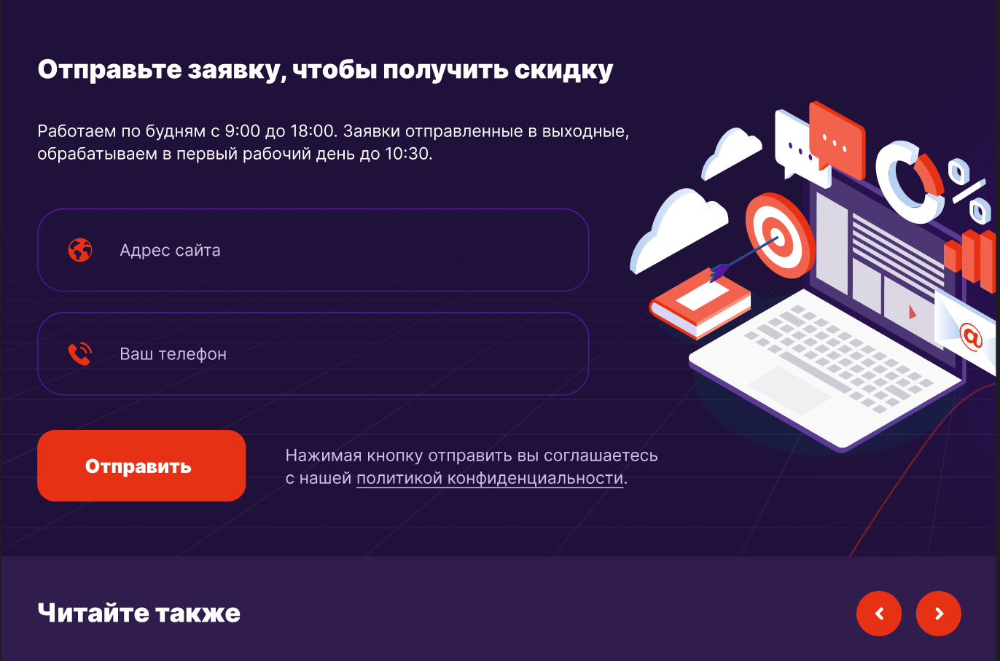 Отправьте заявку, чтобы получить скидку
Работаем по будням с 9:00 до 18:00. Заявки отправленные в выходные,
обрабатываем в первый рабочий день до 10:30.
Адрес сайта
Ваш телефон
Отправить
Нажимая кнопку отправить вы соглашаетесь
с нашей политикой конфиденциальности.
%
@
Читайте также